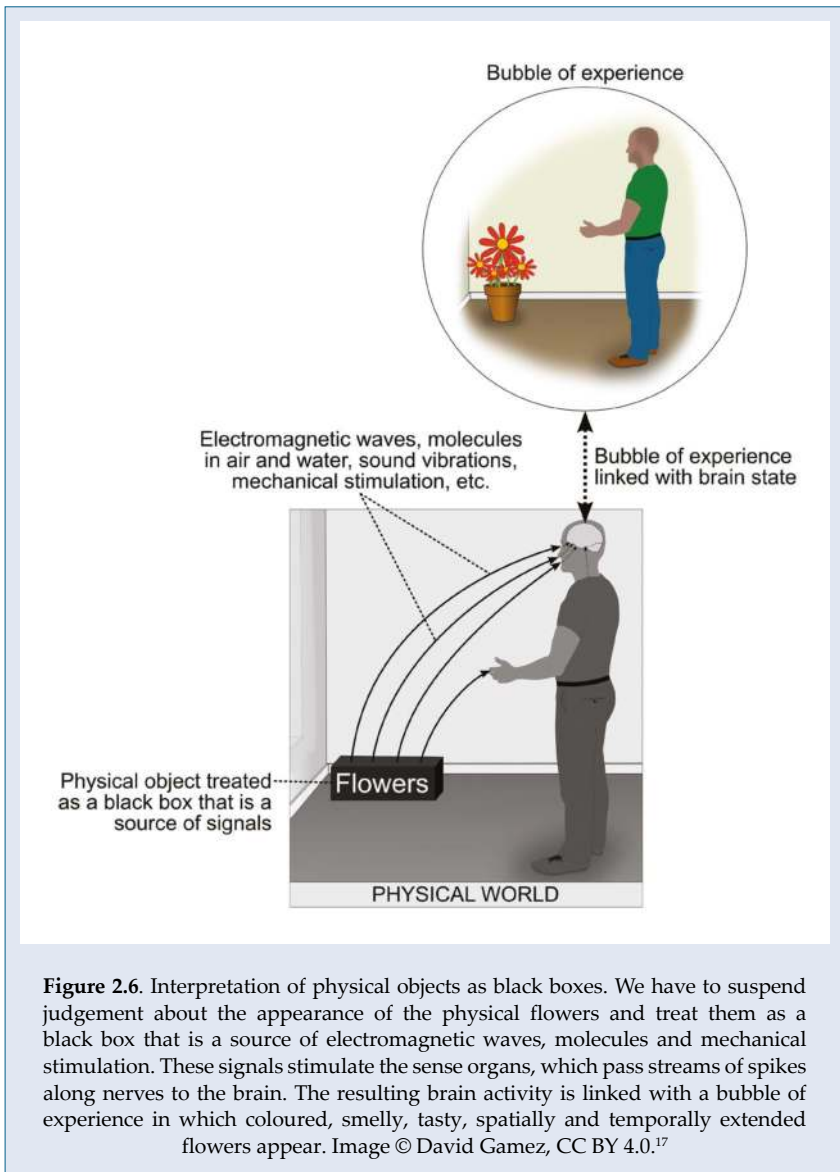 Bubble of experience
Electromagnetic waves, molecules
in air and water, sound vibrations,
mechanical stimulation, etc.
Bubble of experience
linked with brain state
Physical object treated
as a black box that is a
source of signals
Flowers
PHYSICAL WORLD
Figure 2.6. Interpretation of physical objects as black boxes. We have to suspend
judgement about the appearance of the physical flowers and treat them as a
black box that is a source of electromagnetic waves, molecules and mechanical
stimulation. These signals stimulate the sense organs, which pass streams of spikes
along nerves to the brain. The resulting brain activity is linked with a bubble of
experience in which coloured, smelly, tasty, spatially and temporally extended
flowers appear. Image © David Gamez, CC BY 4.0.¹⁷